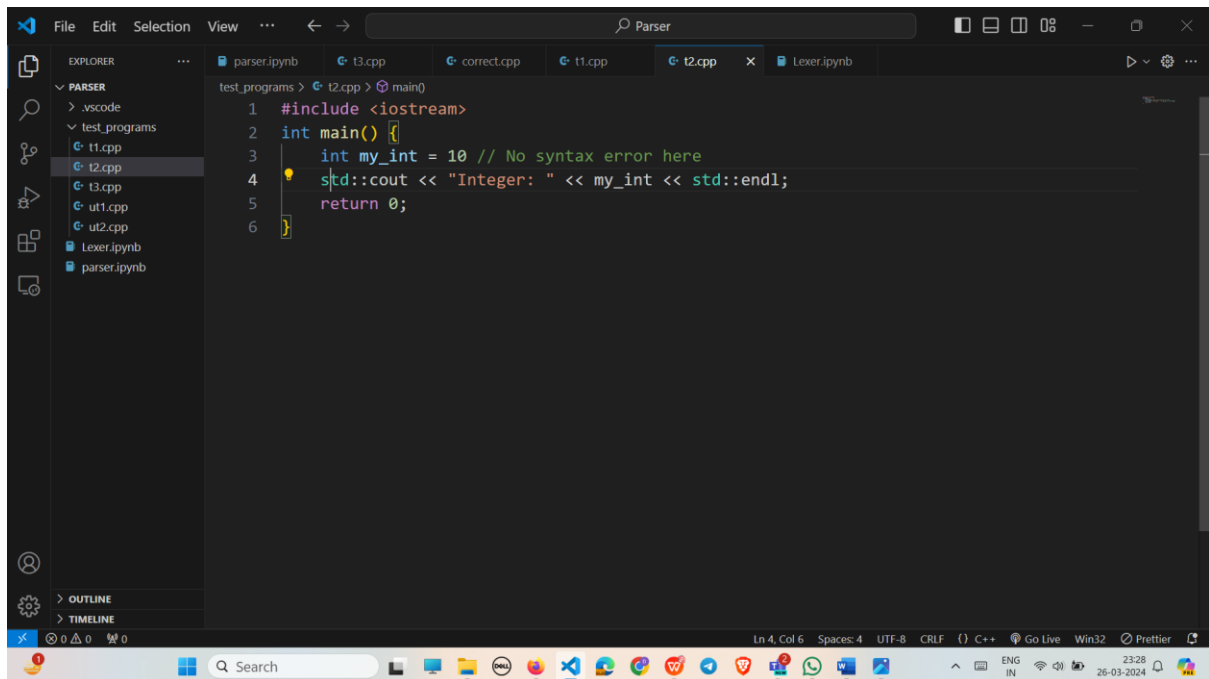 File Edit Selection View ··· Parser
EXPLORER ···
PARSER
.vscode
test_programs
t1.cpp
t2.cpp
t3.cpp
ut1.cpp
ut2.cpp
Lexer.ipynb
parser.ipynb
OUTLINE
TIMELINE
parser.ipynb t3.cpp correct.cpp t1.cpp t2.cpp Lexer.ipynb
test_programs > t2.cpp > main()
1 #include <iostream>
2 int main() {
3 int my_int = 10 // No syntax error here
4 std::cout << "Integer: " << my_int << std::endl;
5 return 0;
6 }
0 0 0 Ln 4, Col 6 Spaces: 4 UTF-8 CRLF {} C++ Go Live Win32 Prettier
1 Search DELL 2 ENG 23:28
IN 26-03-2024